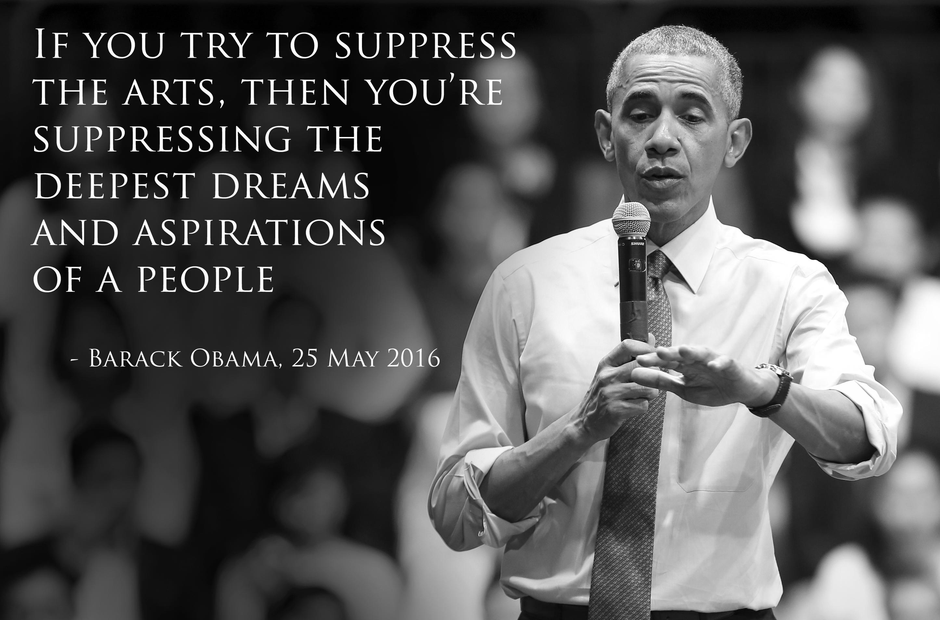 If you try to suppress
the arts, then you’re
suppressing the
deepest dreams
and aspirations
of a people
- Barack Obama, 25 May 2016